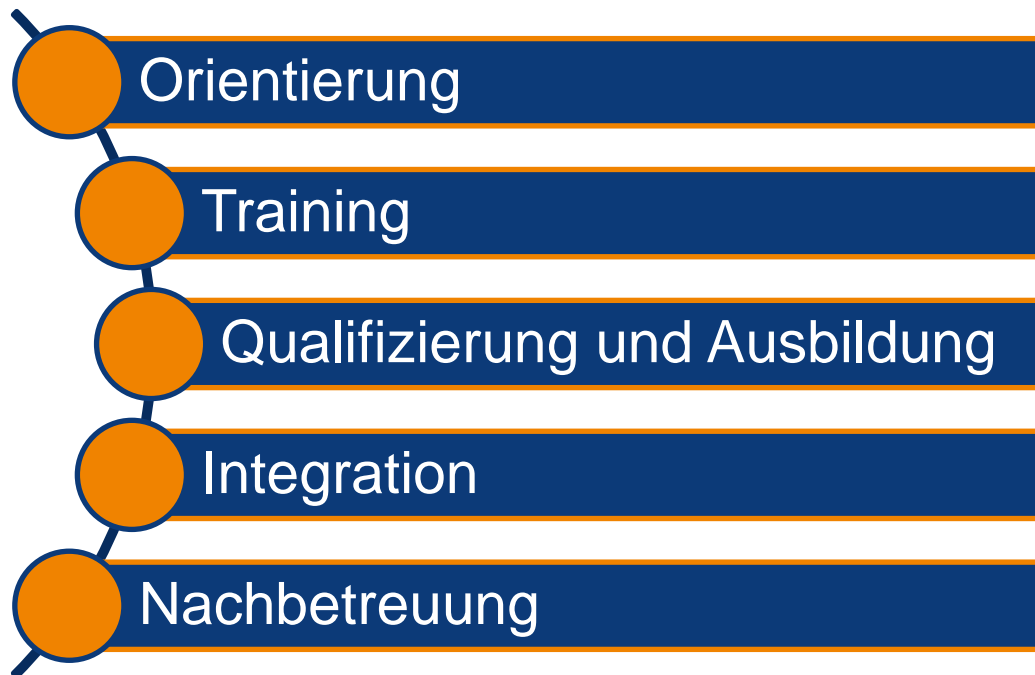 Orientierung
Training
Qualifizierung und Ausbildung
Integration
Nachbetreuung